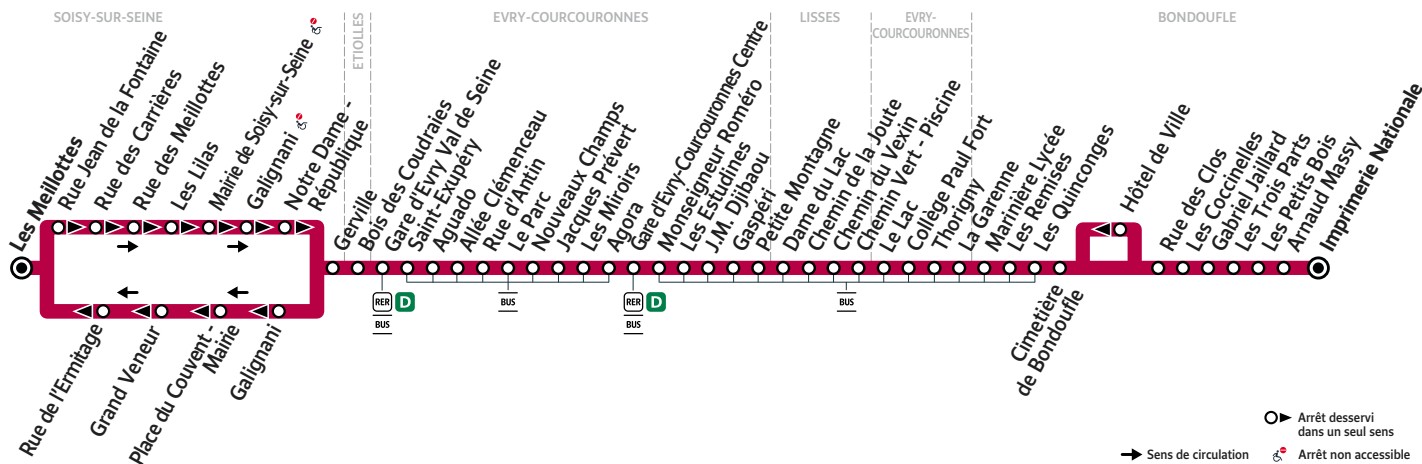 SOISY-SUR-SEINE
ETIOLLES
EVRY-COURCOURONNES
LISSES
EVRY-
COURCOURONNES
BONDOUFLE
Les Meillottes
Rue Jean de la Fontaine
Rue des Carrières
Rue des Meillottes
Les Lilas
Mairie de Soisy-sur-Seine
Galignani
Notre Dame -
République
Rue de l'Ermitage
Grand Veneur
Place du Couvent -
Mairie
Galignani
Gerville
Bois des Coudraies
Gare d'Evry Val de Seine
Saint-Exupéry
Aguado
Allée Clémenceau
Rue d'Antin
Le Parc
Nouveaux Champs
Jacques Prévert
Les Miroirs
Agora
Gare d'Evry-Courcouronnes Centre
Monseigneur Roméro
Les Estudines
J.M. Djibaou
Gaspéri
Petite Montagne
Dame du Lac
Chemin de la Joute
Chemin du Vexin
Chemin Vert - Piscine
Le Lac
Collège Paul Fort
Thorigny
La Garenne
Marinière Lycée
Les Remises
Les Quinconges
Cimetière
de Bondoufle
Hôtel de Ville
Rue des Clos
Les Coccinelles
Gabriel Jaillard
Les Trois Parts
Les Petits Bois
Arnaud Massy
Imprimerie Nationale
RER D
BUS
BUS
RER D
BUS
BUS
Arrêt desservi
dans un seul sens
Sens de circulation
Arrêt non accessible